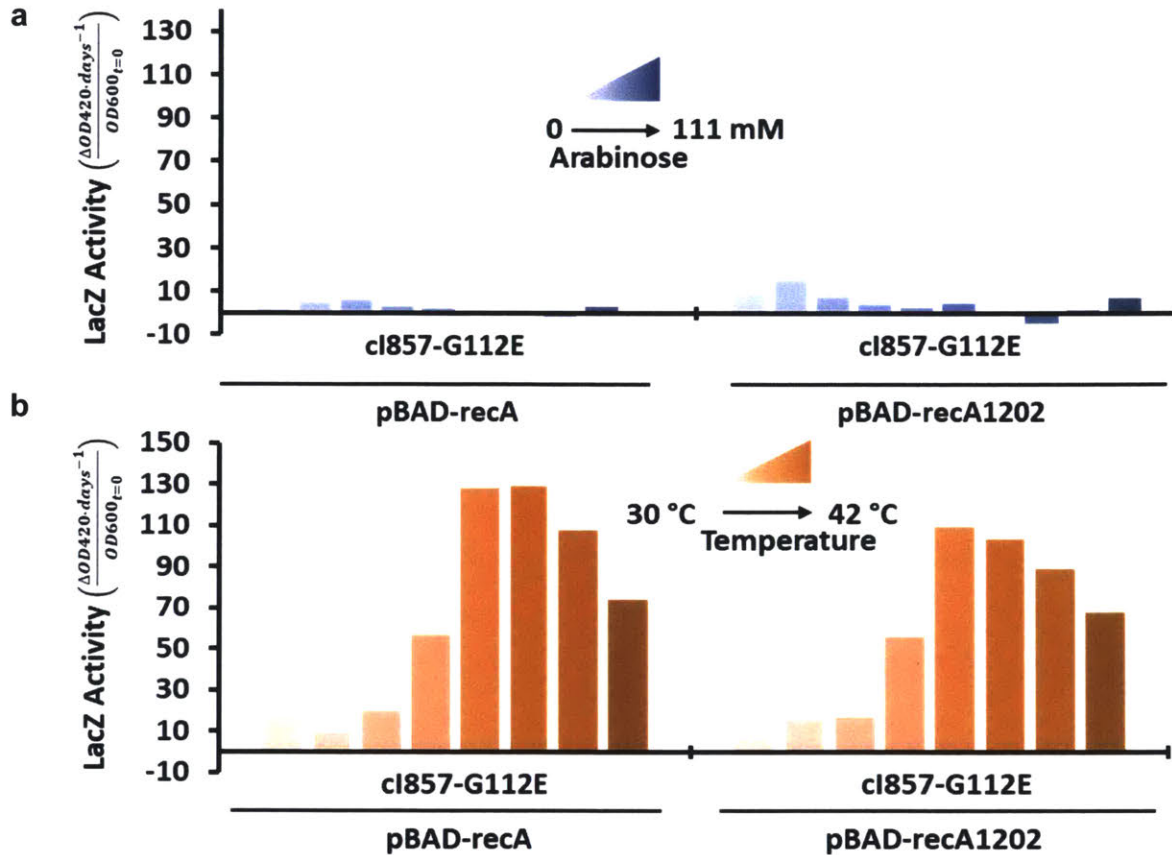 a
LacZ Activity (ΔOD420·days⁻¹ / OD600ₜ₌₀)
130
110
90
70
50
30
10
-10
0 → 111 mM
Arabinose
cI857-G112E cI857-G112E
pBAD-recA pBAD-recA1202
b
LacZ Activity (ΔOD420·days⁻¹ / OD600ₜ₌₀)
150
130
110
90
70
50
30
10
-10
30 °C → 42 °C
Temperature
cI857-G112E cI857-G112E
pBAD-recA pBAD-recA1202